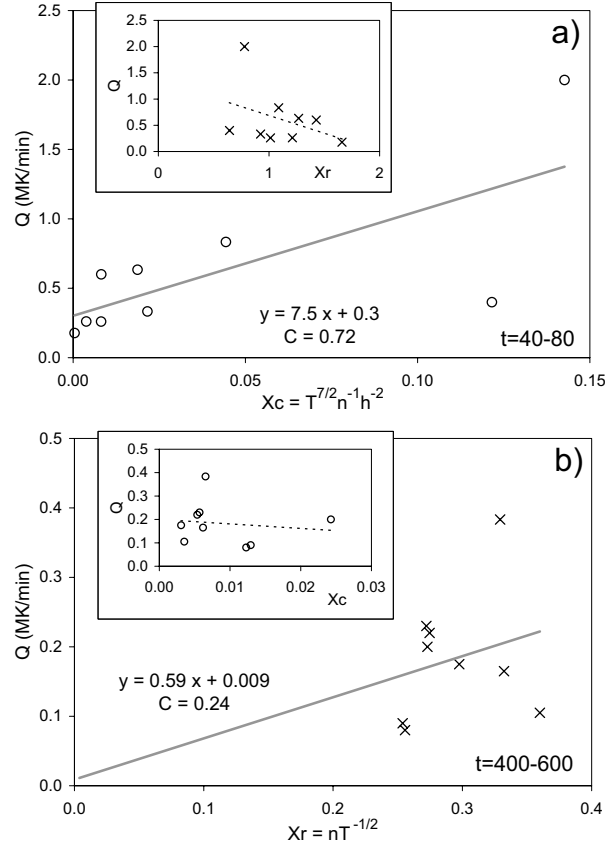 a)
2.5
2.0
1.5
1.0
0.5
0.0
Q (MK/min)
2.5
2.0
1.5
1.0
0.5
0.0
Q
0 1 Xr 2
y = 7.5 x + 0.3
C = 0.72
t=40-80
0.00 0.05 0.10 0.15
Xc = T^{7/2}n^{-1}h^{-2}
b)
0.5
0.4
0.3
0.2
0.1
0.0
Q (MK/min)
0.5
0.4
0.3
0.2
0.1
0.0
Q
0.00 0.01 0.02 0.03
Xc
y = 0.59 x + 0.009
C = 0.24
t=400-600
0.0 0.1 0.2 0.3 0.4
Xr = nT^{-1/2}